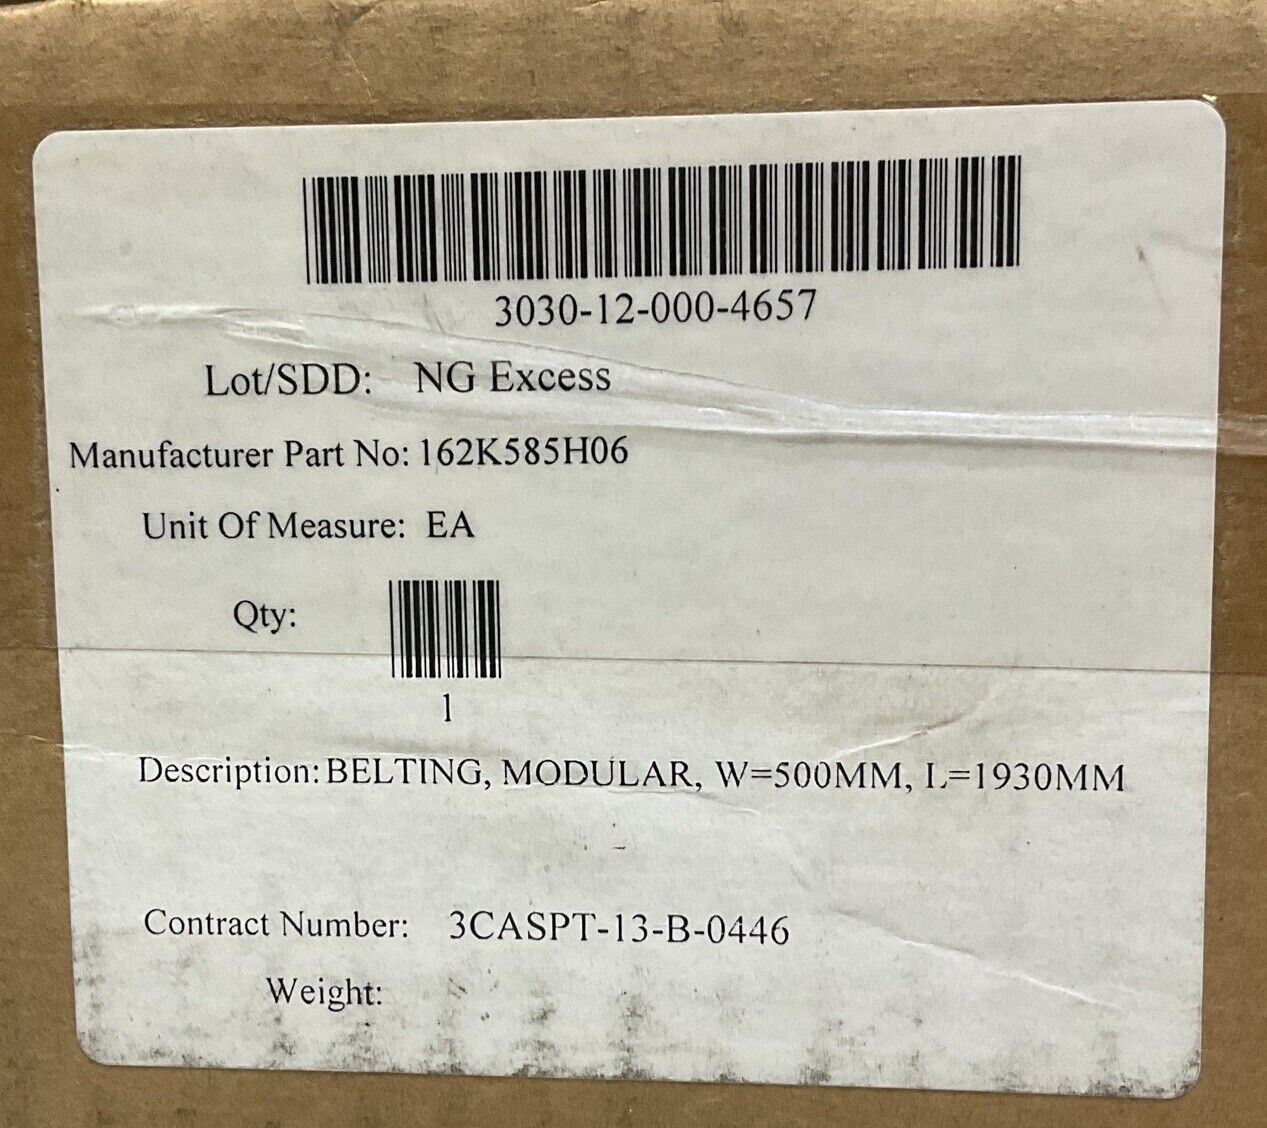 3030-12-000-4657
Lot/SDD: NG Excess
Manufacturer Part No: 162K585H06
Unit Of Measure: EA
Qty:
1
Description: BELTING, MODULAR, W=500MM, L=1930MM
Contract Number: 3CASPT-13-B-0446
Weight: